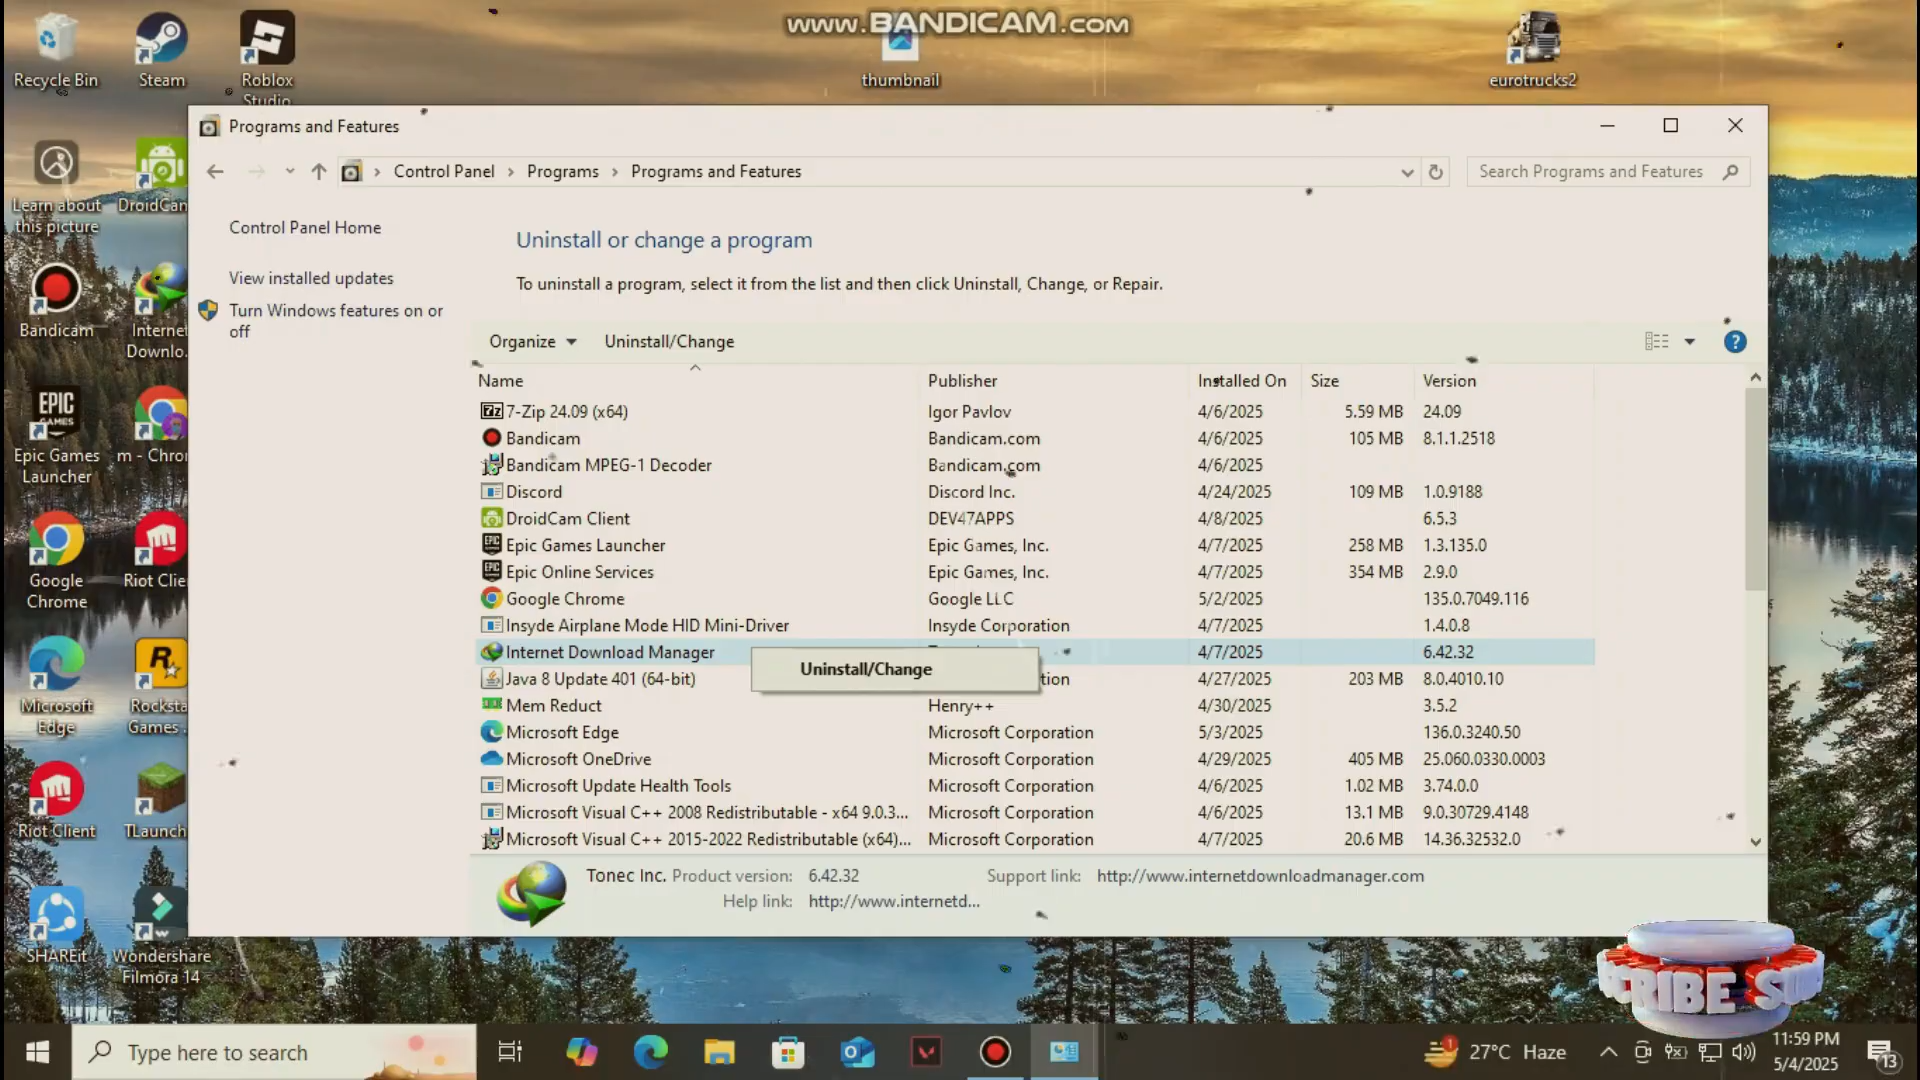 www.BANDICAM.com
Recycle Bin
Steam
Roblox
Studio
thumbnail
eurotrucks2
Programs and Features
Control Panel > Programs > Programs and Features
Search Programs and Features
Learn about
this picture
DroidCam
Control Panel Home
Uninstall or change a program
View installed updates
To uninstall a program, select it from the list and then click Uninstall, Change, or Repair.
Turn Windows features on or
off
Bandicam
Internet
Downlo...
Organize
Uninstall/Change
Name Publisher Installed On Size Version
7-Zip 24.09 (x64) Igor Pavlov 4/6/2025 5.59 MB 24.09
Bandicam Bandicam.com 4/6/2025 105 MB 8.1.1.2518
Bandicam MPEG-1 Decoder Bandicam.com 4/6/2025
Discord Discord Inc. 4/24/2025 109 MB 1.0.9188
DroidCam Client DEV47APPS 4/8/2025 6.5.3
Epic Games Launcher Epic Games, Inc. 4/7/2025 258 MB 1.3.135.0
Epic Online Services Epic Games, Inc. 4/7/2025 354 MB 2.9.0
Google Chrome Google LLC 5/2/2025 135.0.7049.116
Insyde Airplane Mode HID Mini-Driver Insyde Corporation 4/7/2025 1.4.0.8
Internet Download Manager 4/7/2025 6.42.32
Uninstall/Change
Java 8 Update 401 (64-bit) tion 4/27/2025 203 MB 8.0.4010.10
Mem Reduct Henry++ 4/30/2025 3.5.2
Microsoft Edge Microsoft Corporation 5/3/2025 136.0.3240.50
Microsoft OneDrive Microsoft Corporation 4/29/2025 405 MB 25.060.0330.0003
Microsoft Update Health Tools Microsoft Corporation 4/6/2025 1.02 MB 3.74.0.0
Microsoft Visual C++ 2008 Redistributable - x64 9.0.3... Microsoft Corporation 4/6/2025 13.1 MB 9.0.30729.4148
Microsoft Visual C++ 2015-2022 Redistributable (x64)... Microsoft Corporation 4/7/2025 20.6 MB 14.36.32532.0
Tonec Inc. Product version: 6.42.32 Support link: http://www.internetdownloadmanager.com
Help link: http://www.internetd...
EPIC
GAMES
Epic Games
Launcher
m - Chro
Google
Chrome
Riot Clie
Microsoft
Edge
Rocksta
Games .
Riot Client
TLaunch
SHAREit
Wondershare
Filmora 14
CRIBE SU
Type here to search
1
27°C Haze
11:59 PM
5/4/2025
13